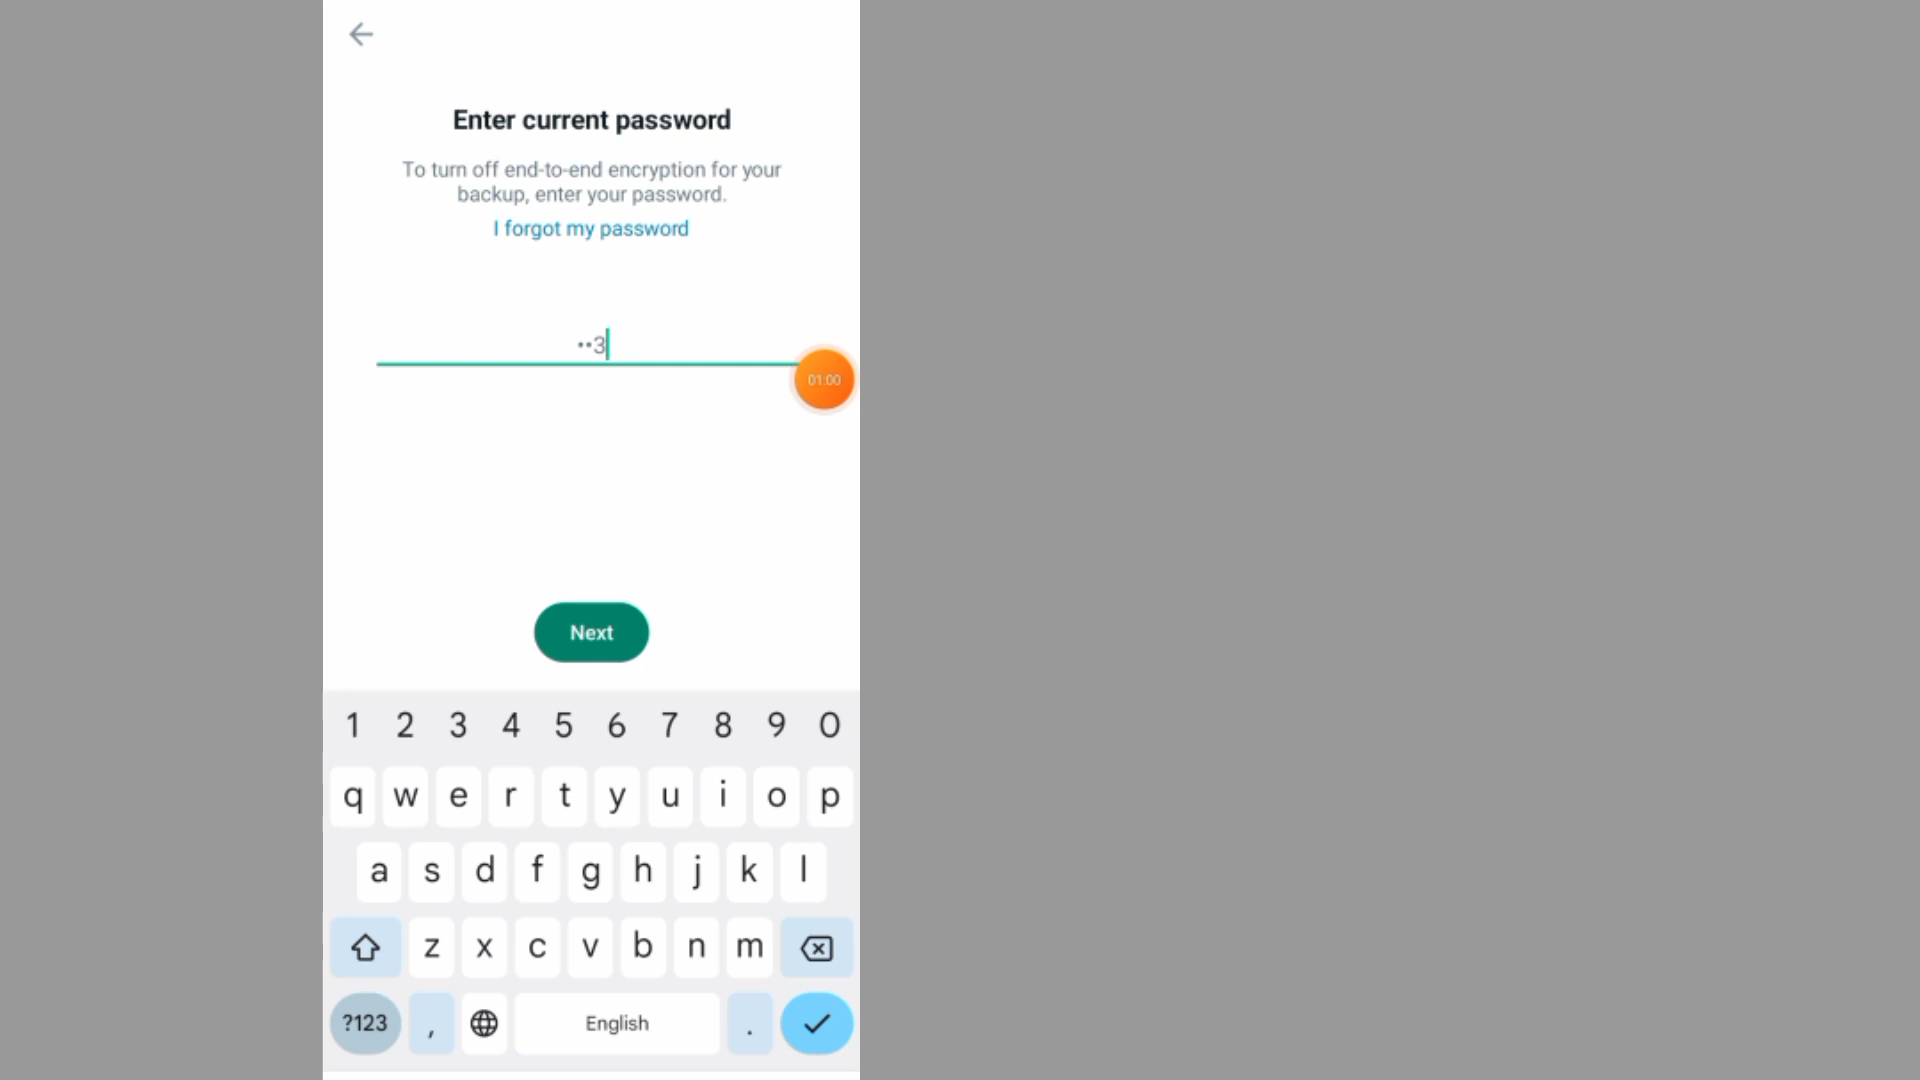 Enter current password
To turn off end-to-end encryption for your
backup, enter your password.
I forgot my password
••3
01:00
Next
1 2 3 4 5 6 7 8 9 0
q w e r t y u i o p
a s d f g h j k l
z x c v b n m
?123 , English .